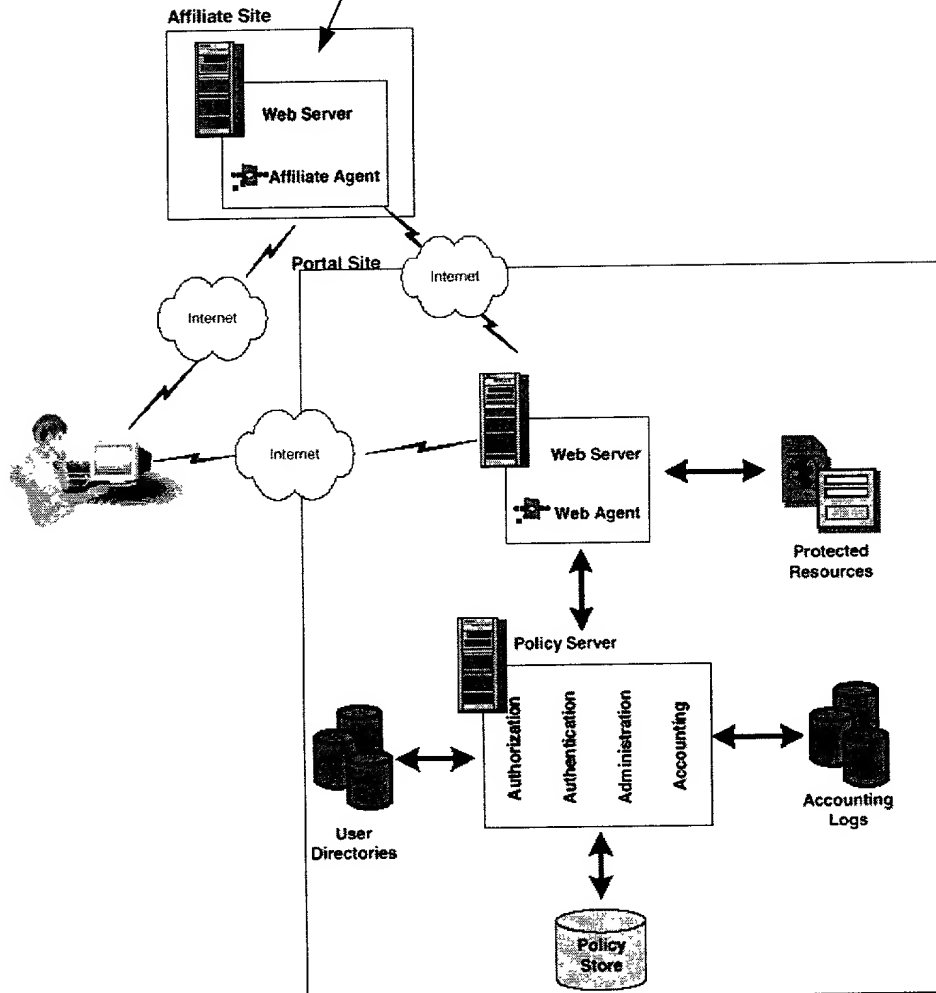 Affiliate Site
Web Server
Affiliate Agent
Portal Site
Internet
Internet
Internet
Web Server
Web Agent
Protected
Resources
Policy Server
Authorization
Authentication
Administration
Accounting
User
Directories
Accounting
Logs
Policy
Store